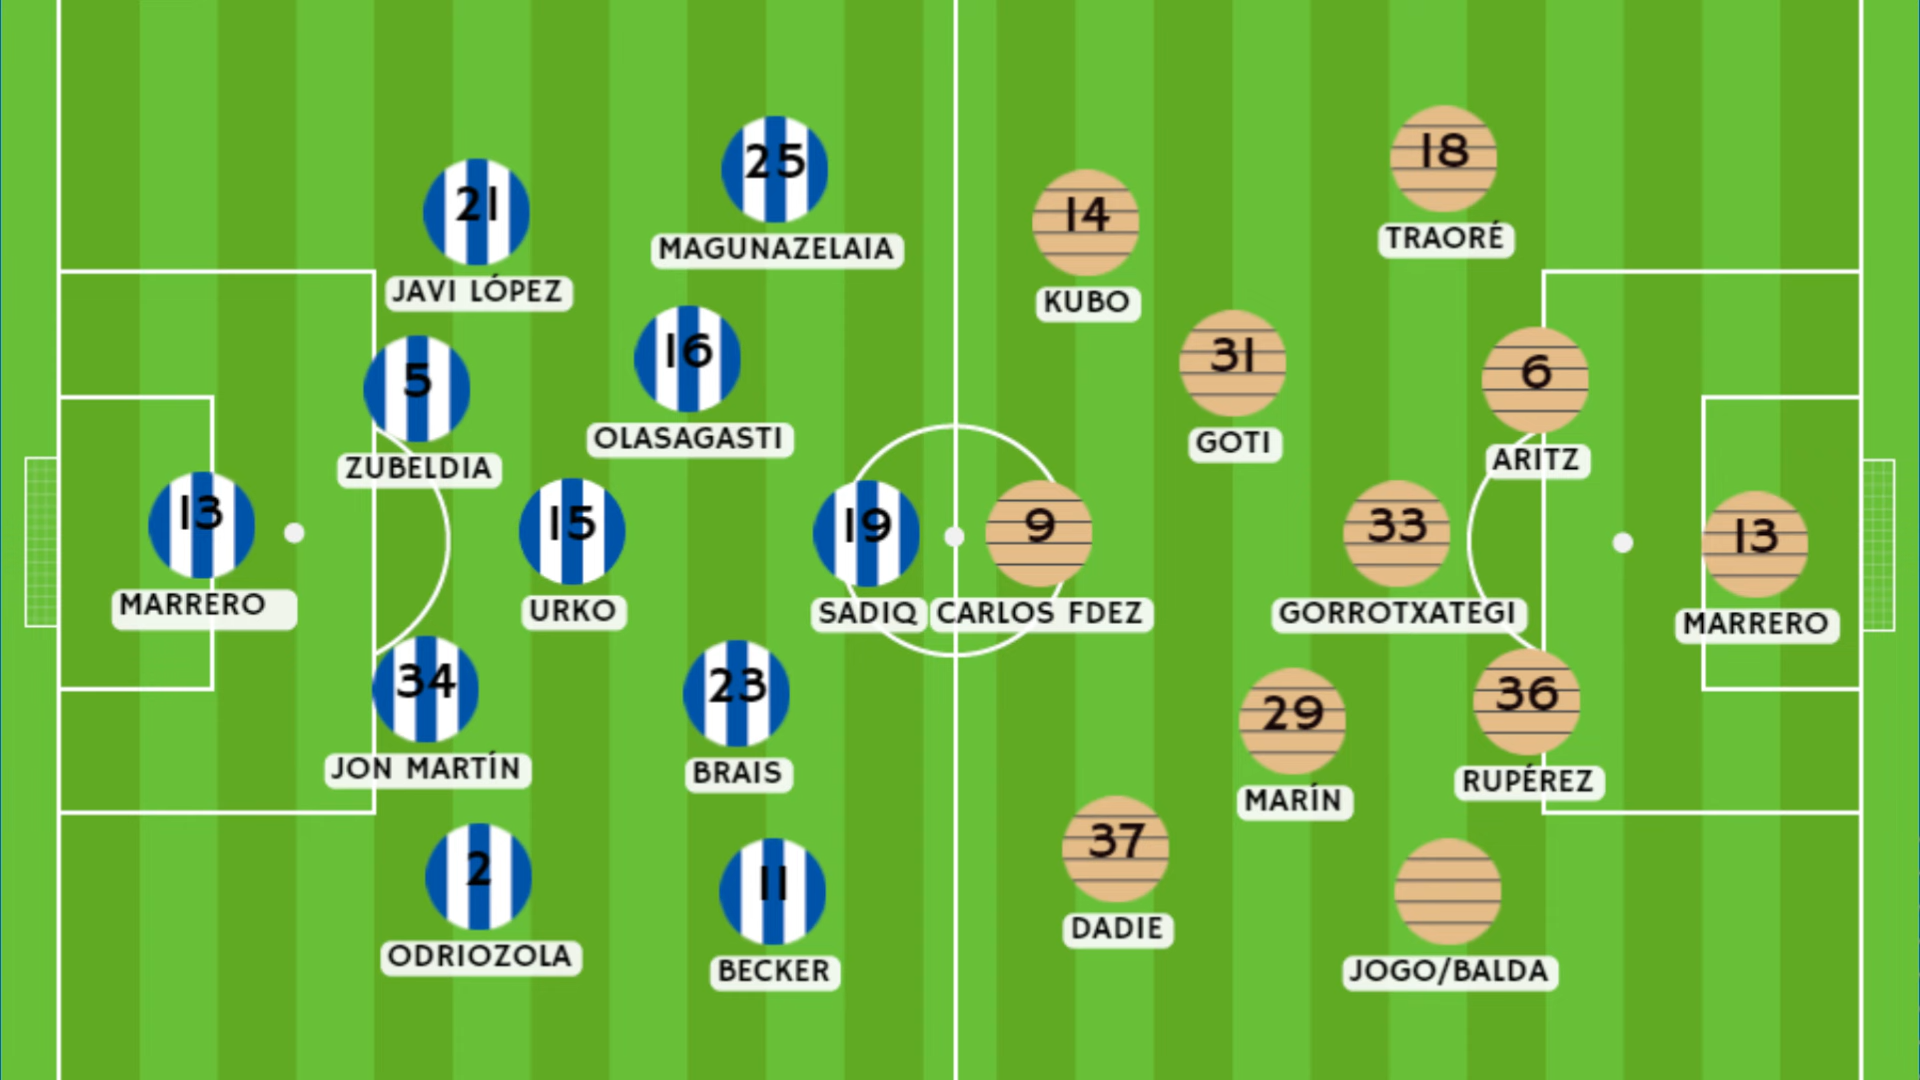 25
MAGUNAZELAIA
21
JAVI LÓPEZ
16
OLASAGASTI
5
ZUBELDIA
13
MARRERO
15
URKO
19
SADIQ
34
JON MARTÍN
23
BRAIS
2
ODRIOZOLA
11
BECKER
18
TRAORÉ
14
KUBO
31
GOTI
6
ARITZ
9
CARLOS FDEZ
33
GORROTXATEGI
13
MARRERO
29
MARÍN
36
RUPÉREZ
37
DADIE
JOGO/BALDA